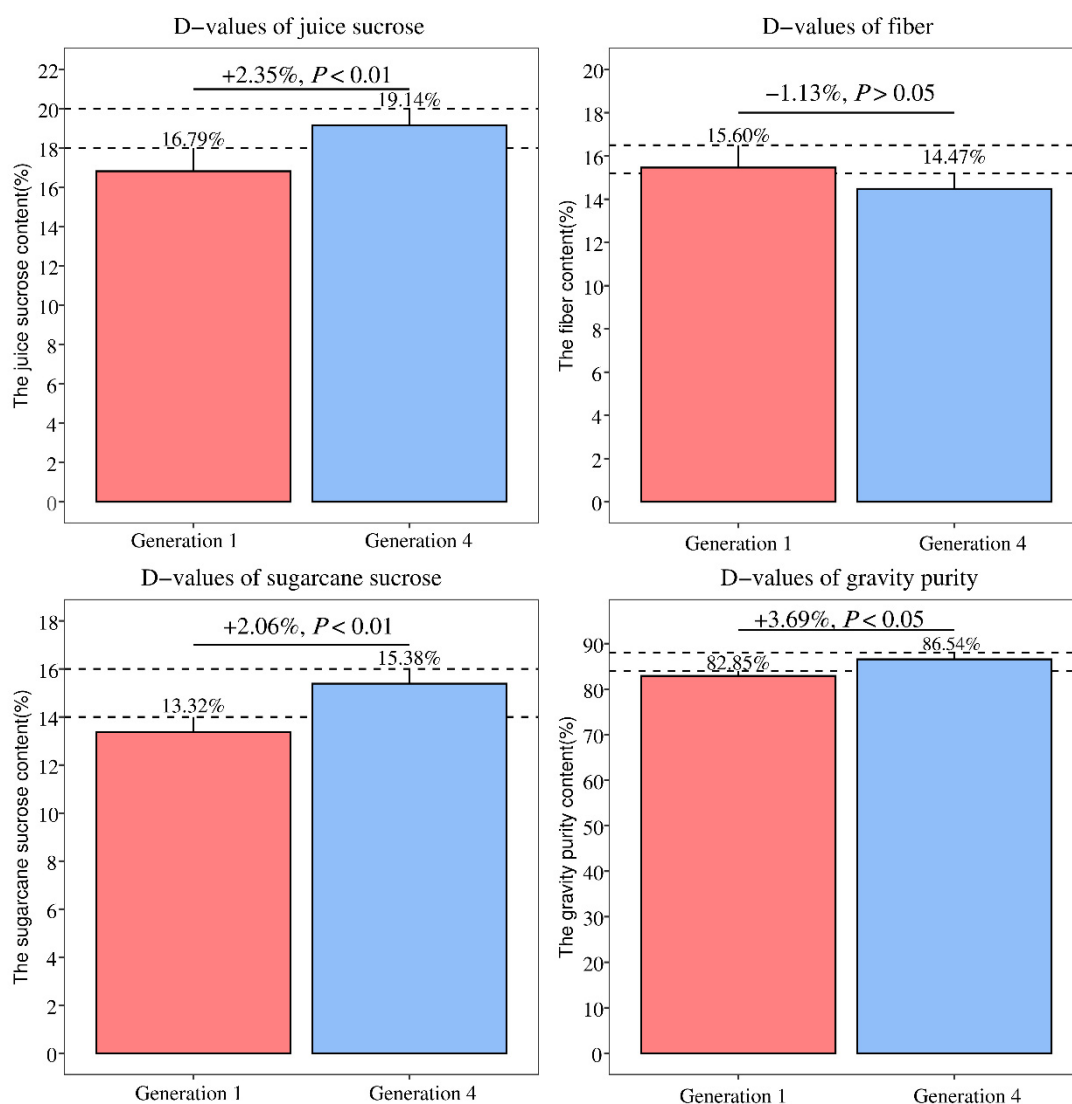 D−values of juice sucrose
The juice sucrose content(%)
22
20
18
16
14
12
10
8
6
4
2
0
+2.35%, P < 0.01
16.79%
19.14%
Generation 1
Generation 4
D−values of fiber
The fiber content(%)
20
18
16
14
12
10
8
6
4
2
0
−1.13%, P > 0.05
15.60%
14.47%
Generation 1
Generation 4
D−values of sugarcane sucrose
The sugarcane sucrose content(%)
18
16
14
12
10
8
6
4
2
0
+2.06%, P < 0.01
13.32%
15.38%
Generation 1
Generation 4
D−values of gravity purity
The gravity purity content(%)
90
80
70
60
50
40
30
20
10
0
+3.69%, P < 0.05
82.85%
86.54%
Generation 1
Generation 4